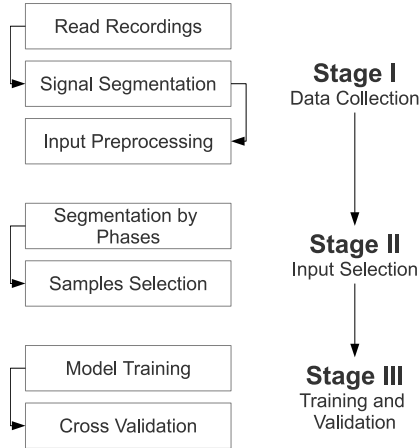 Read Recordings
Signal Segmentation
Input Preprocessing
Stage I
Data Collection
Segmentation by
Phases
Samples Selection
Stage II
Input Selection
Model Training
Cross Validation
Stage III
Training and
Validation